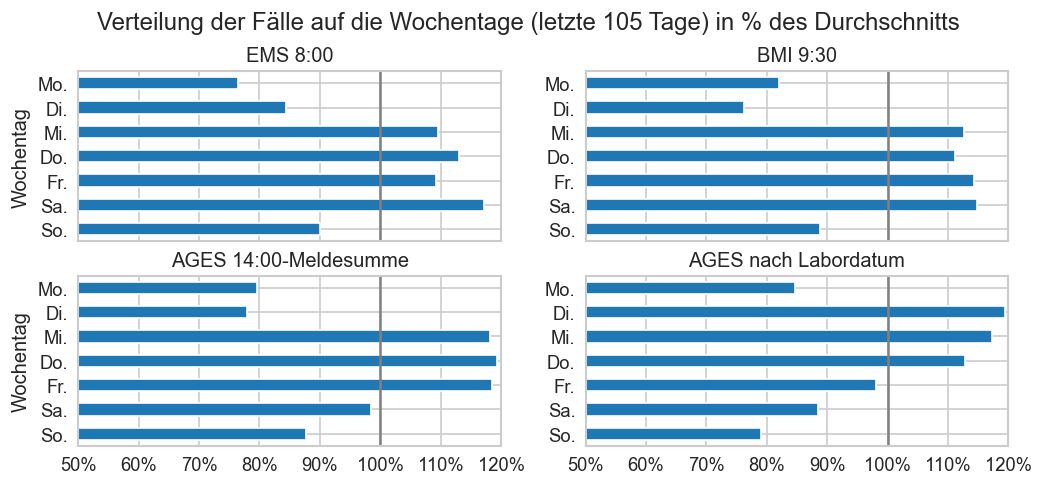 Verteilung der Fälle auf die Wochentage (letzte 105 Tage) in % des Durchschnitts
EMS 8:00
Wochentag
Mo.
Di.
Mi.
Do.
Fr.
Sa.
So.
BMI 9:30
Mo.
Di.
Mi.
Do.
Fr.
Sa.
So.
AGES 14:00-Meldesumme
Wochentag
Mo.
Di.
Mi.
Do.
Fr.
Sa.
So.
50% 60% 70% 80% 90% 100% 110% 120%
AGES nach Labordatum
Mo.
Di.
Mi.
Do.
Fr.
Sa.
So.
50% 60% 70% 80% 90% 100% 110% 120%